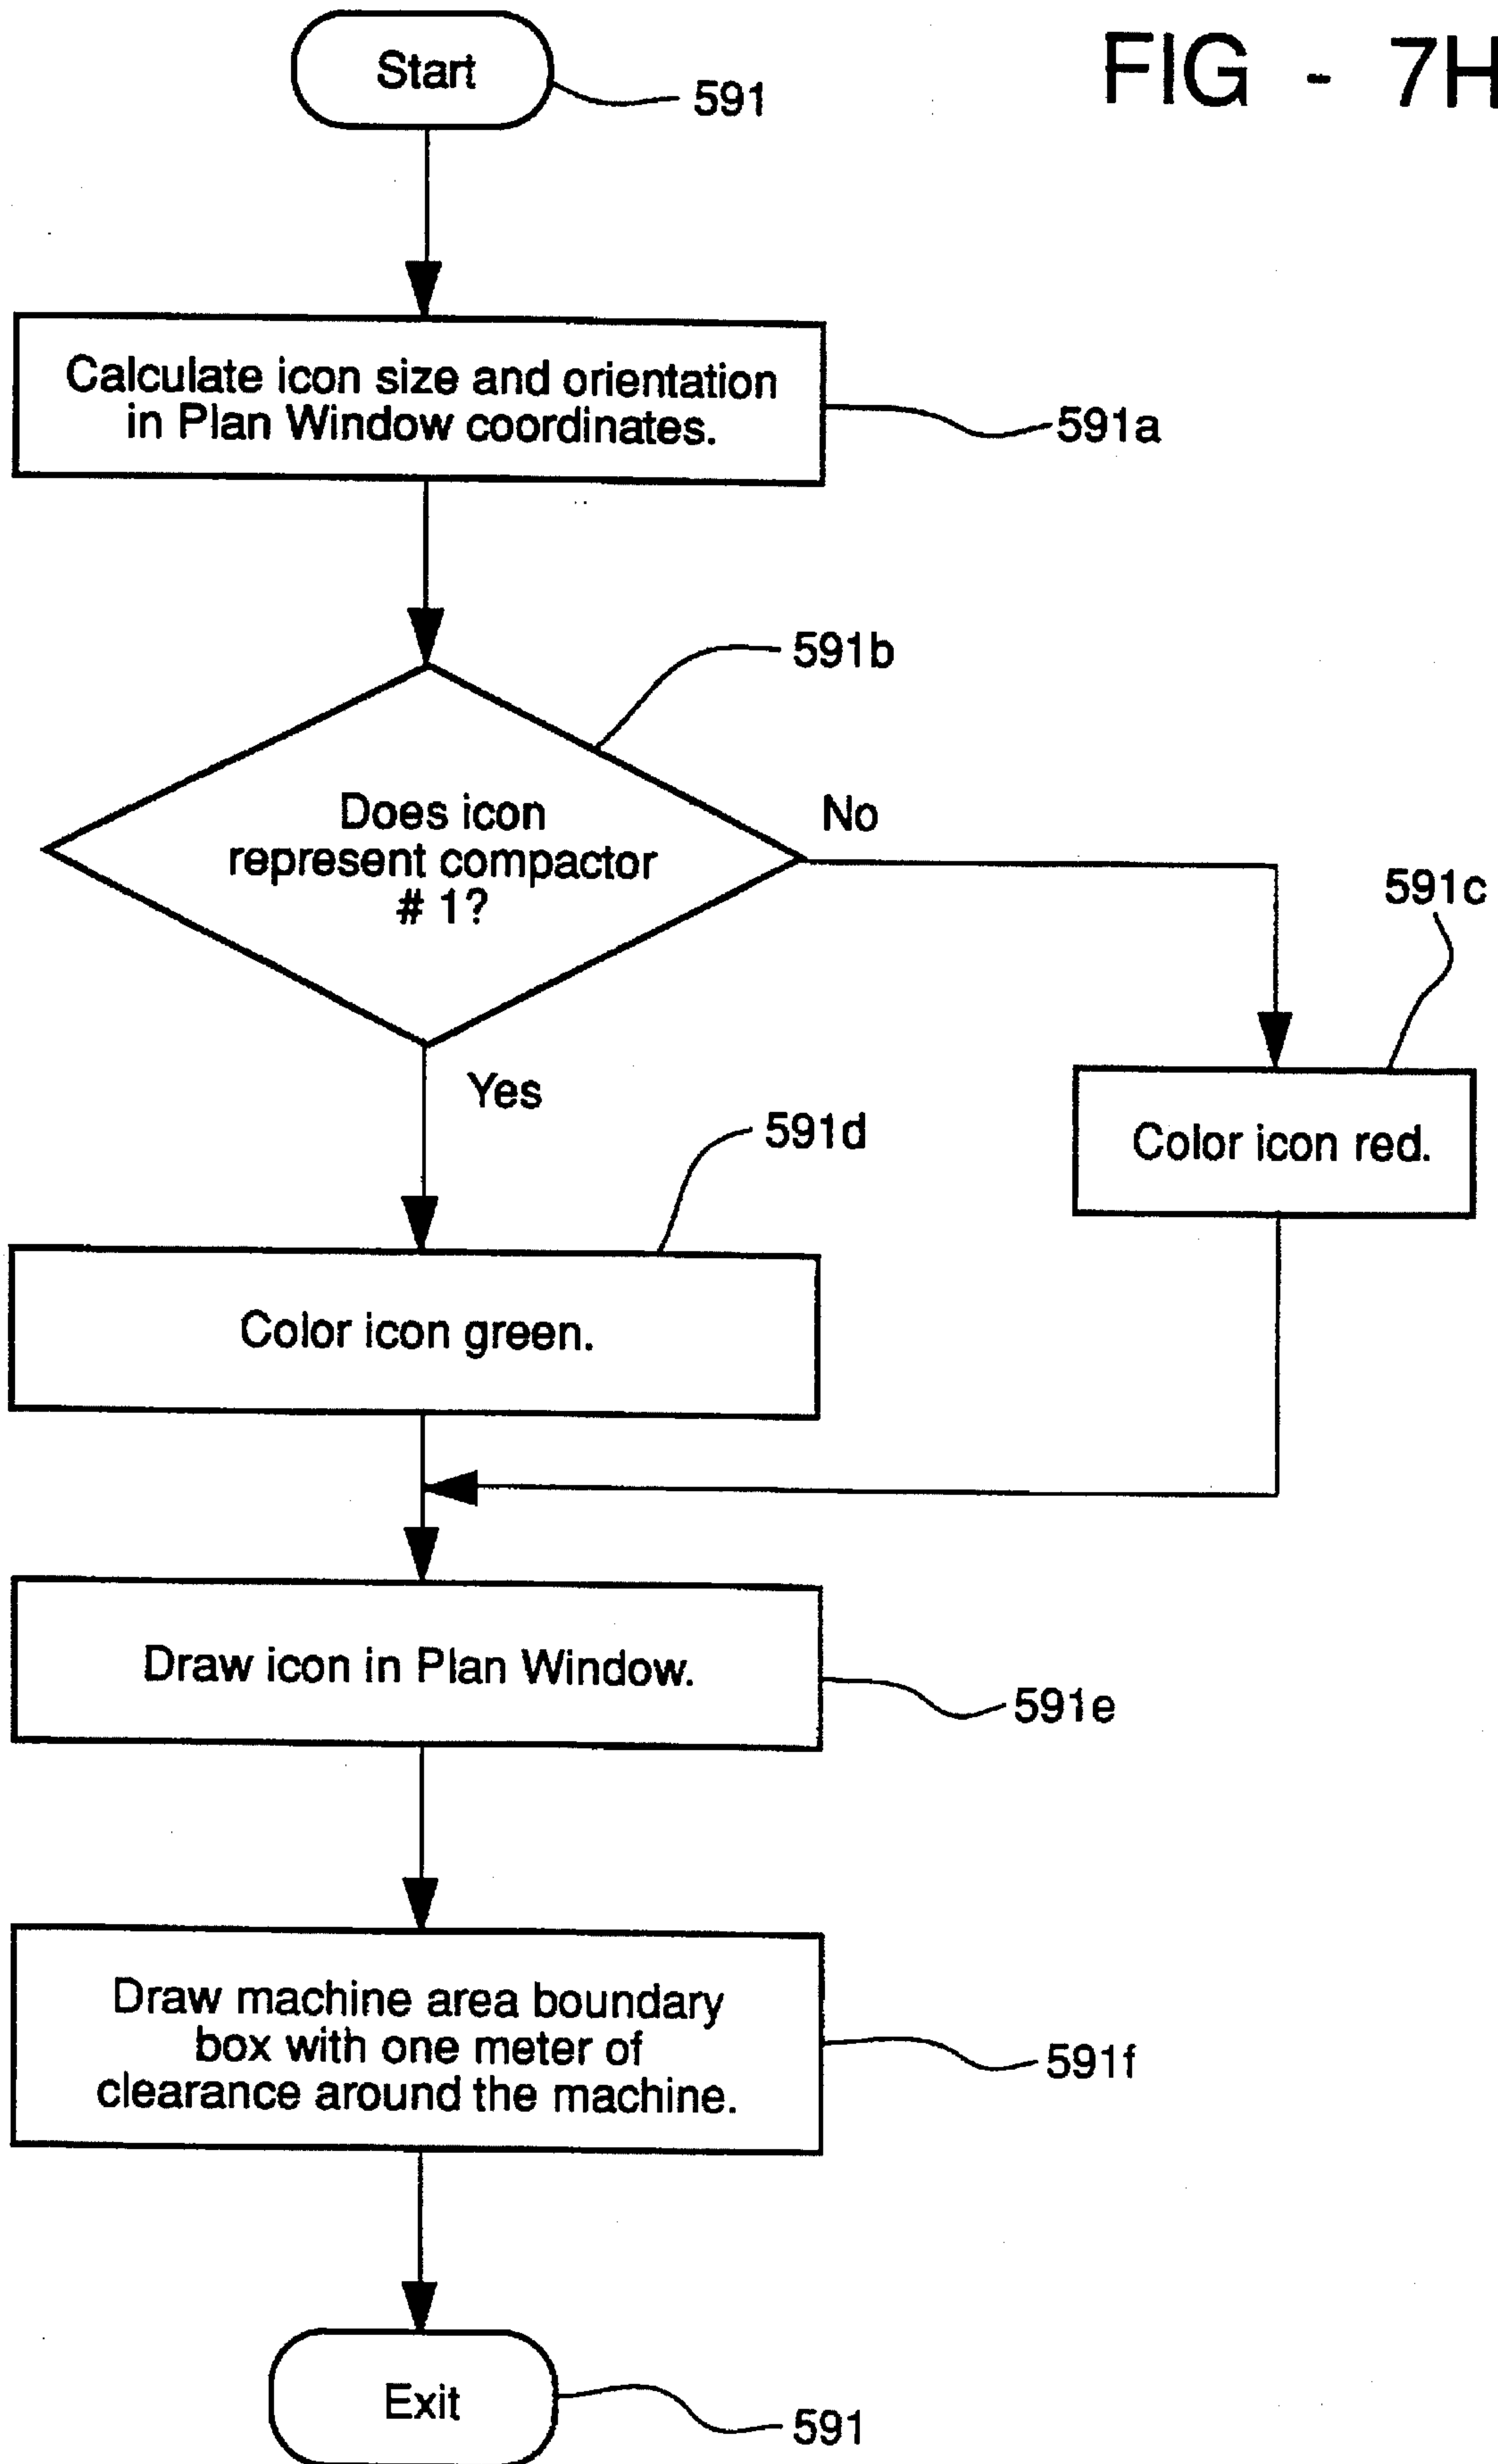 FIG - 7H
Start
591
Calculate icon size and orientation
in Plan Window coordinates.
591a
591b
Does icon
represent compactor
# 1?
No
591c
Yes
591d
Color icon red.
Color icon green.
Draw icon in Plan Window.
591e
Draw machine area boundary
box with one meter of
clearance around the machine.
591f
Exit
591